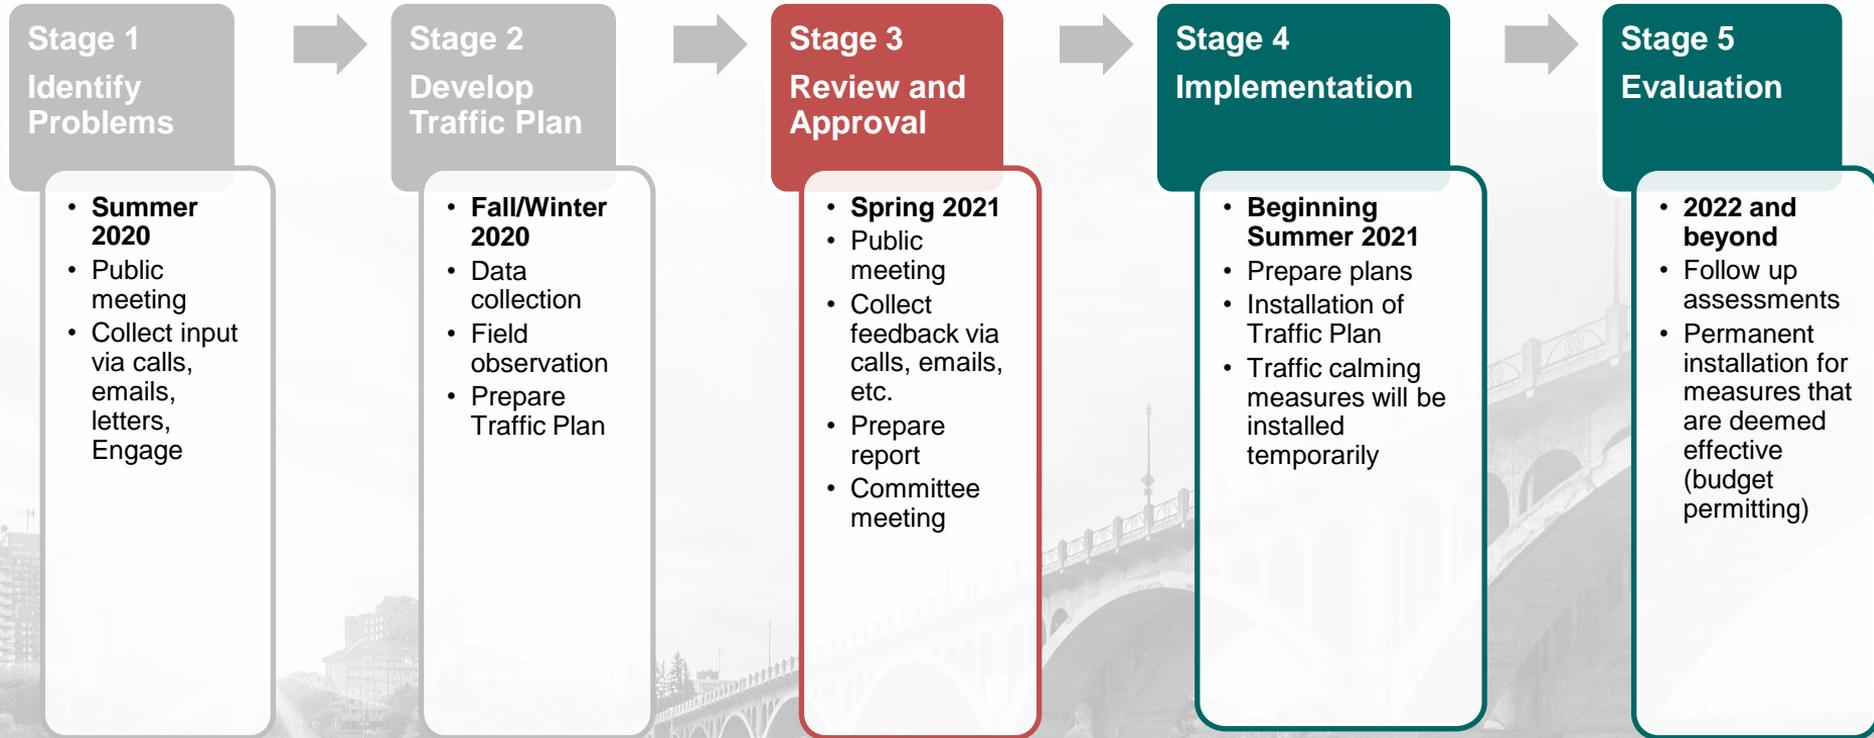 Stage 1
Identify
Problems
• Summer
2020
• Public
meeting
• Collect input
via calls,
emails,
letters,
Engage
Stage 2
Develop
Traffic Plan
• Fall/Winter
2020
• Data
collection
• Field
observation
• Prepare
Traffic Plan
Stage 3
Review and
Approval
• Spring 2021
• Public
meeting
• Collect
feedback via
calls, emails,
etc.
• Prepare
report
• Committee
meeting
Stage 4
Implementation
• Beginning
Summer 2021
• Prepare plans
• Installation of
Traffic Plan
• Traffic calming
measures will be
installed
temporarily
Stage 5
Evaluation
• 2022 and
beyond
• Follow up
assessments
• Permanent
installation for
measures that
are deemed
effective
(budget
permitting)